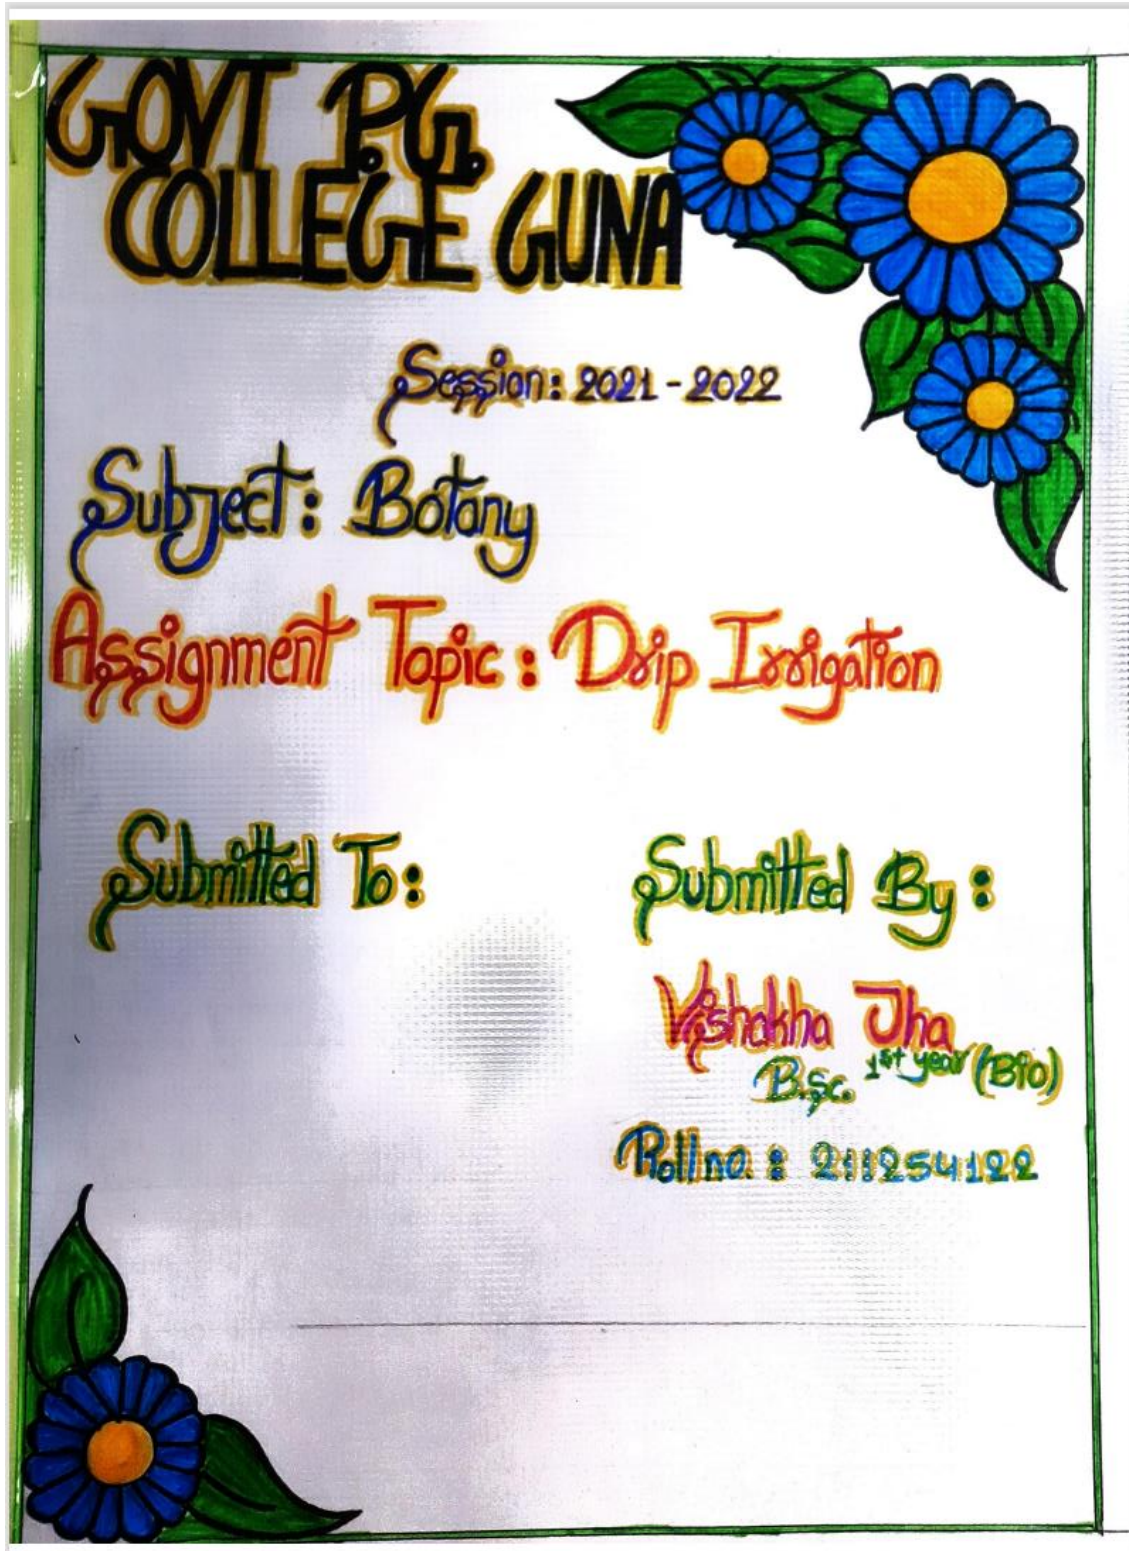 GOVT P.G.
COLLEGE GUNA
Session: 2021-2022
Subject: Botany
Assignment Topic: Drip Irrigation
Submitted To:
Submitted By:
Vishakha Jha
B.Sc. 1st year (Bio)
Roll no.: 211254122